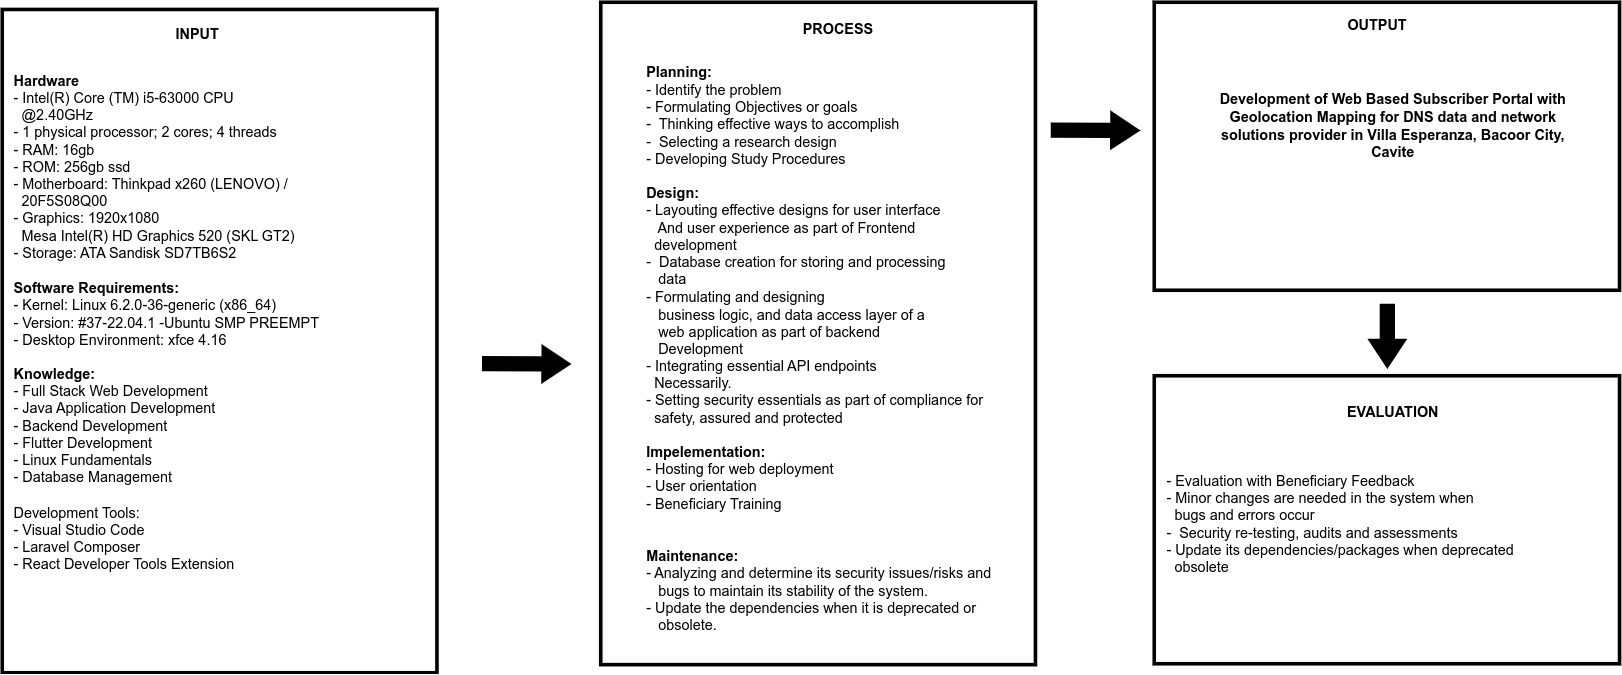 INPUT
Hardware
- Intel(R) Core (TM) i5-63000 CPU
@2.40GHz
- 1 physical processor; 2 cores; 4 threads
- RAM: 16gb
- ROM: 256gb ssd
- Motherboard: Thinkpad x260 (LENOVO) /
20F5S08Q00
- Graphics: 1920x1080
Mesa Intel(R) HD Graphics 520 (SKL GT2)
- Storage: ATA Sandisk SD7TB6S2
Software Requirements:
- Kernel: Linux 6.2.0-36-generic (x86_64)
- Version: #37-22.04.1 -Ubuntu SMP PREEMPT
- Desktop Environment: xfce 4.16
Knowledge:
- Full Stack Web Development
- Java Application Development
- Backend Development
- Flutter Development
- Linux Fundamentals
- Database Management
Development Tools:
- Visual Studio Code
- Laravel Composer
- React Developer Tools Extension
PROCESS
Planning:
- Identify the problem
- Formulating Objectives or goals
- Thinking effective ways to accomplish
- Selecting a research design
- Developing Study Procedures
Design:
- Layouting effective designs for user interface
And user experience as part of Frontend
development
- Database creation for storing and processing
data
- Formulating and designing
business logic, and data access layer of a
web application as part of backend
Development
- Integrating essential API endpoints
Necessarily.
- Setting security essentials as part of compliance for
safety, assured and protected
Impelementation:
- Hosting for web deployment
- User orientation
- Beneficiary Training
Maintenance:
- Analyzing and determine its security issues/risks and
bugs to maintain its stability of the system.
- Update the dependencies when it is deprecated or
obsolete.
OUTPUT
Development of Web Based Subscriber Portal with
Geolocation Mapping for DNS data and network
solutions provider in Villa Esperanza, Bacoor City,
Cavite
EVALUATION
- Evaluation with Beneficiary Feedback
- Minor changes are needed in the system when
bugs and errors occur
- Security re-testing, audits and assessments
- Update its dependencies/packages when deprecated
obsolete